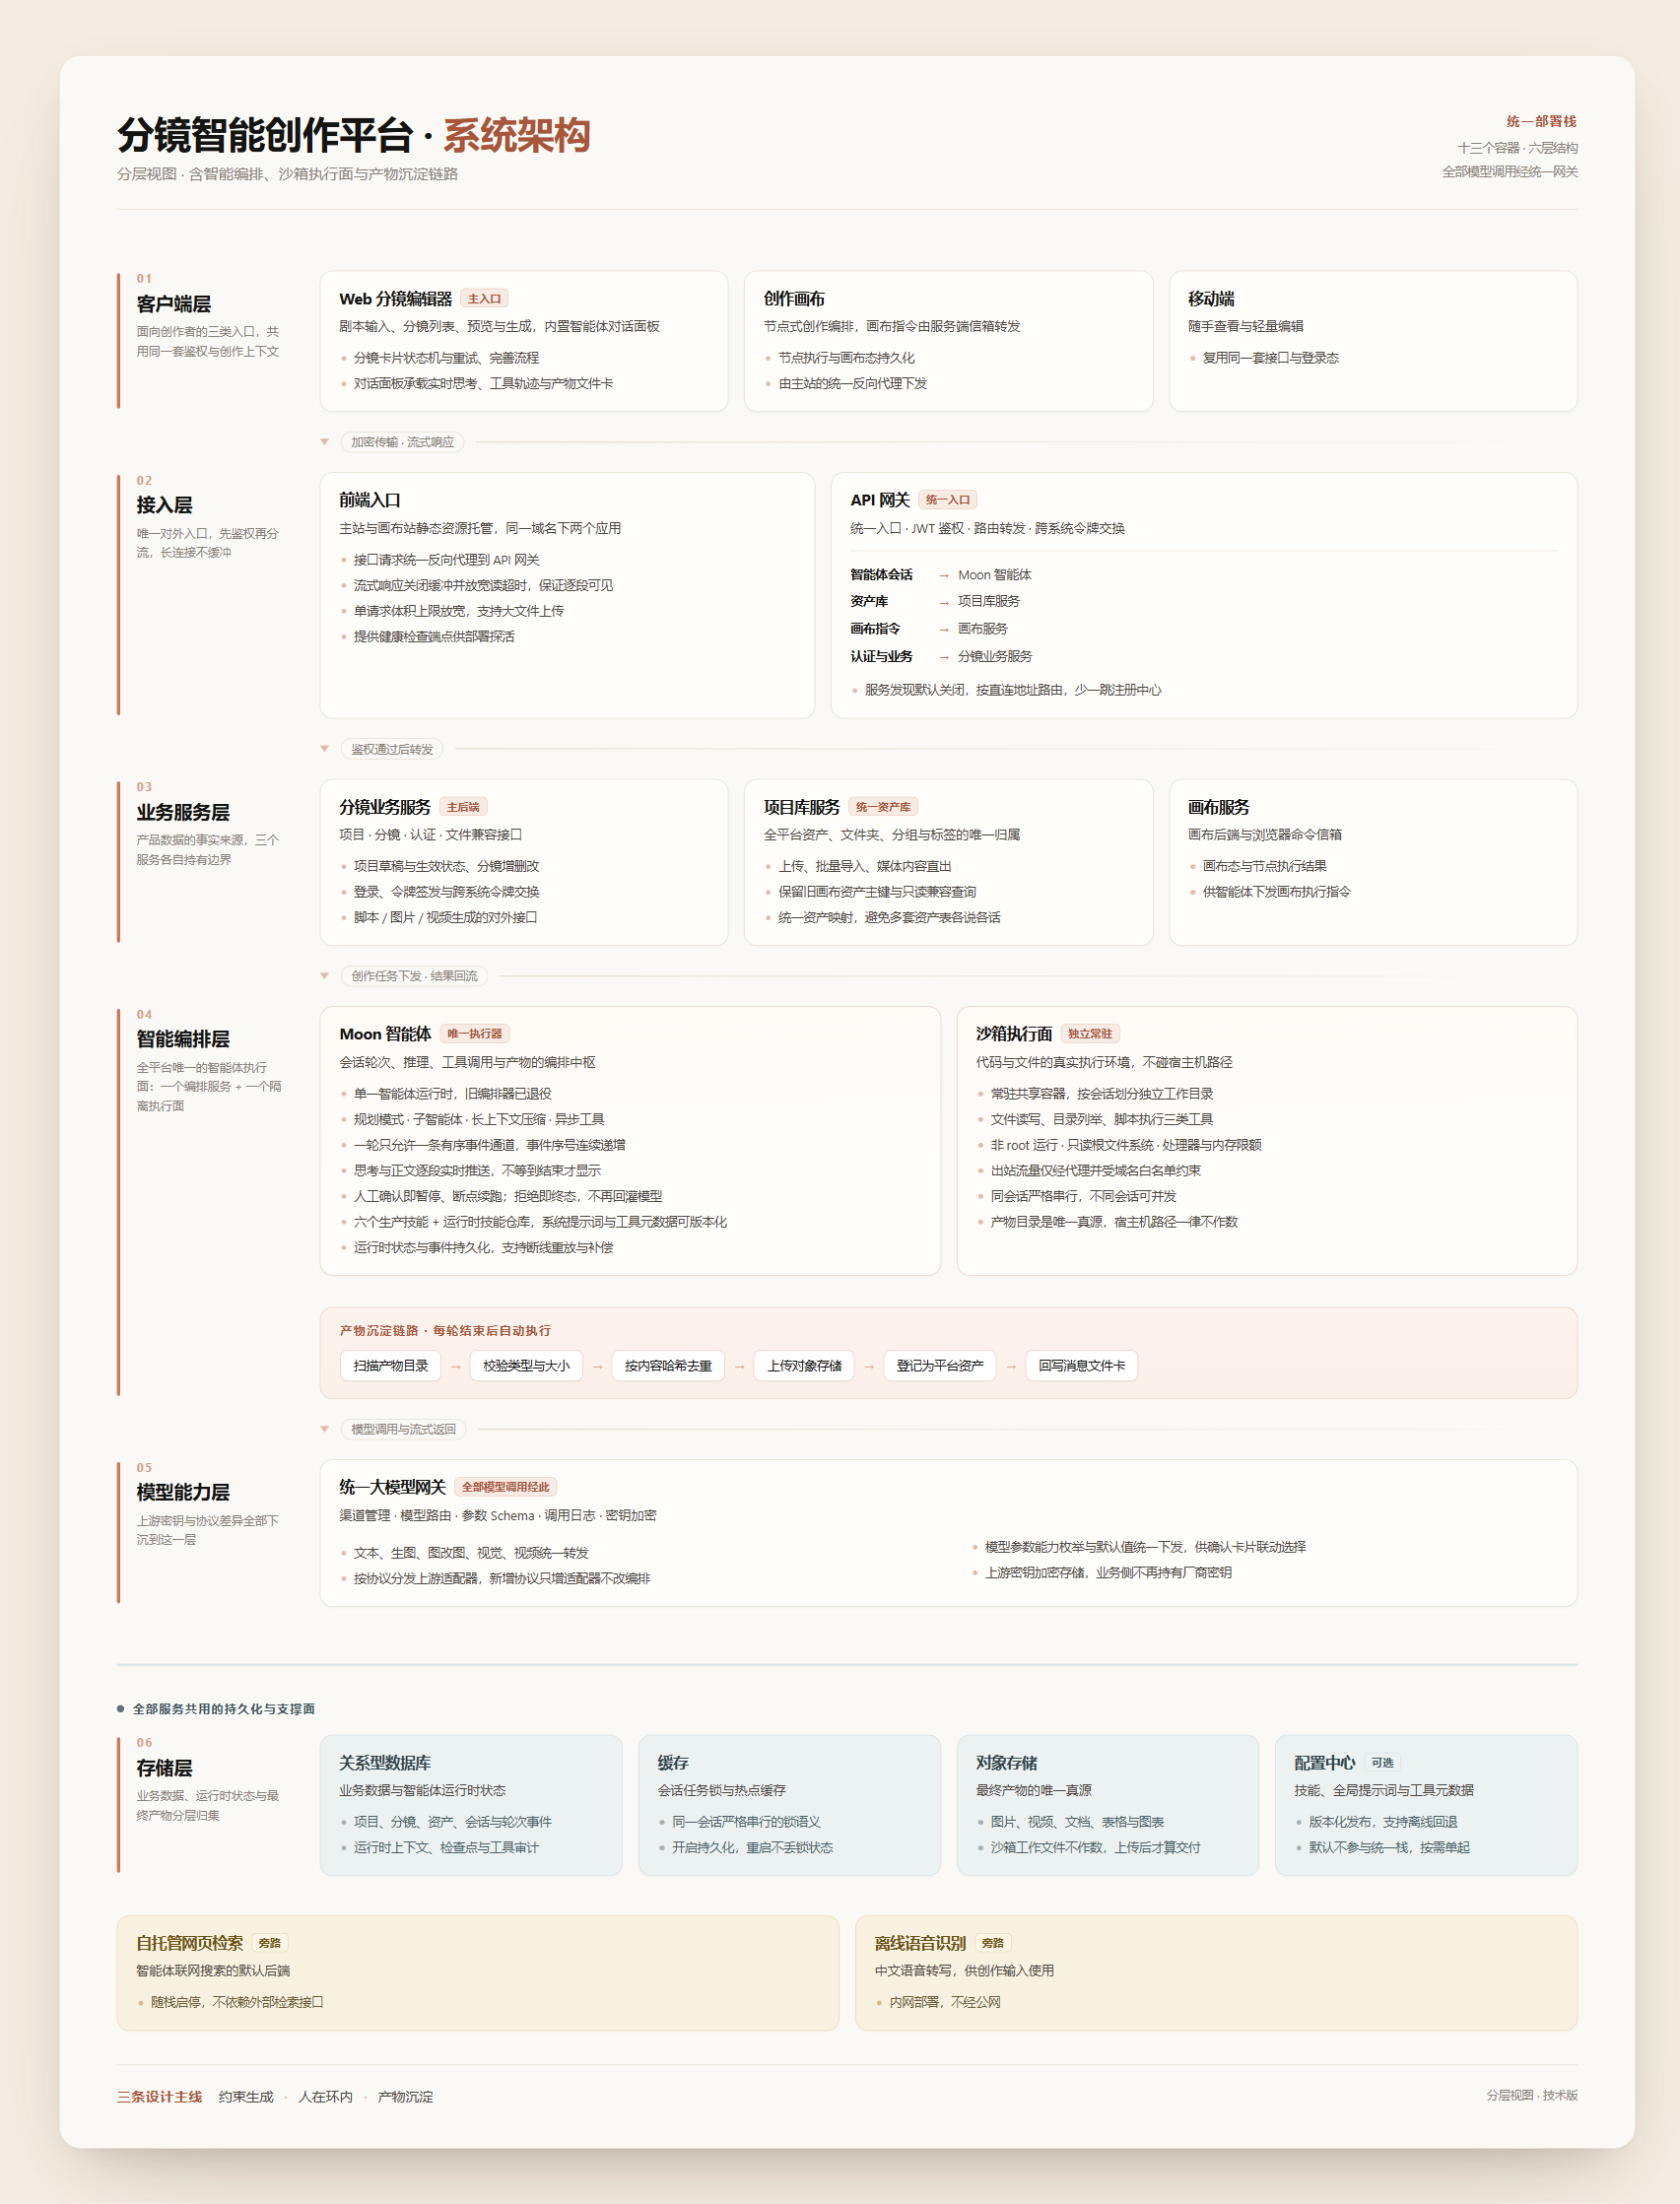 分镜智能创作平台 · 系统架构
分层视图 · 含智能编排、沙箱执行面与产物沉淀链路
统一部署栈
十三个容器 · 六层结构
全部模型调用经统一网关
01
客户端层
面向创作者的三类入口，共
用同一套鉴权与创作上下文
Web 分镜编辑器 主入口
剧本输入、分镜列表、预览与生成，内置智能体对话面板
分镜卡片状态机与重试、完善流程
对话面板承载实时思考、工具轨迹与产物文件卡
创作画布
节点式创作编排，画布指令由服务端信箱转发
节点执行与画布态持久化
由主站的统一反向代理下发
移动端
随手查看与轻量编辑
复用同一套接口与登录态
加密传输 · 流式响应
02
接入层
唯一对外入口，先鉴权再分
流，长连接不缓冲
前端入口
主站与画布站静态资源托管，同一域名下两个应用
接口请求统一反向代理到 API 网关
流式响应关闭缓冲并放宽读超时，保证逐段可见
单请求体积上限放宽，支持大文件上传
提供健康检查端点供部署探活
API 网关 统一入口
统一入口 · JWT 鉴权 · 路由转发 · 跨系统令牌交换
智能体会话 → Moon 智能体
资产库 → 项目库服务
画布指令 → 画布服务
认证与业务 → 分镜业务服务
服务发现默认关闭，按直连地址路由，少一跳注册中心
鉴权通过后转发
03
业务服务层
产品数据的事实来源，三个
服务各自持有边界
分镜业务服务 主后端
项目 · 分镜 · 认证 · 文件兼容接口
项目草稿与生效状态、分镜增删改
登录、令牌签发与跨系统令牌交换
脚本 / 图片 / 视频生成的对外接口
项目库服务 统一资产库
全平台资产、文件夹、分组与标签的唯一归属
上传、批量导入、媒体内容直出
保留旧画布资产主键与只读兼容查询
统一资产映射，避免多套资产表各说各话
画布服务
画布后端与浏览器命令信箱
画布态与节点执行结果
供智能体下发画布执行指令
创作任务下发 · 结果回流
04
智能编排层
全平台唯一的智能体执行
面：一个编排服务 + 一个隔
离执行面
Moon 智能体 唯一执行器
会话轮次、推理、工具调用与产物的编排中枢
单一智能体运行时，旧编排器已退役
规划模式 · 子智能体 · 长上下文压缩 · 异步工具
一轮只允许一条有序事件通道，事件序号连续递增
思考与正文逐段实时推送，不等到结束才显示
人工确认即暂停、断点续跑；拒绝即终态，不再回灌模型
六个生产技能 + 运行时技能仓库，系统提示词与工具元数据可版本化
运行时状态与事件持久化，支持断线重放与补偿
沙箱执行面 独立常驻
代码与文件的真实执行环境，不碰宿主机路径
常驻共享容器，按会话划分独立工作目录
文件读写、目录列举、脚本执行三类工具
非 root 运行 · 只读根文件系统 · 处理器与内存限额
出站流量仅经代理并受域名白名单约束
同会话严格串行，不同会话可并发
产物目录是唯一真源，宿主机路径一律不作数
产物沉淀链路 · 每轮结束后自动执行
扫描产物目录 → 校验类型与大小 → 按内容哈希去重 → 上传对象存储 → 登记为平台资产 → 回写消息文件卡
模型调用与流式返回
05
模型能力层
上游密钥与协议差异全部下
沉到这一层
统一大模型网关 全部模型调用经此
渠道管理 · 模型路由 · 参数 Schema · 调用日志 · 密钥加密
文本、生图、图改图、视觉、视频统一转发
按协议分发上游适配器，新增协议只增适配器不改编排
模型参数能力枚举与默认值统一下发，供确认卡片联动选择
上游密钥加密存储，业务侧不再持有厂商密钥
全部服务共用的持久化与支撑面
06
存储层
业务数据、运行时状态与最
终产物分层归集
关系型数据库
业务数据与智能体运行时状态
项目、分镜、资产、会话与轮次事件
运行时上下文、检查点与工具审计
缓存
会话任务锁与热点缓存
同一会话严格串行的锁语义
开启持久化，重启不丢锁状态
对象存储
最终产物的唯一真源
图片、视频、文档、表格与图表
沙箱工作文件不作数，上传后才算交付
配置中心 可选
技能、全局提示词与工具元数据
版本化发布，支持离线回退
默认不参与统一栈，按需单起
自托管网页检索 旁路
智能体联网搜索的默认后端
随栈启停，不依赖外部检索接口
离线语音识别 旁路
中文语音转写，供创作输入使用
内网部署，不经公网
三条设计主线 约束生成 · 人在环内 · 产物沉淀
分层视图 · 技术版